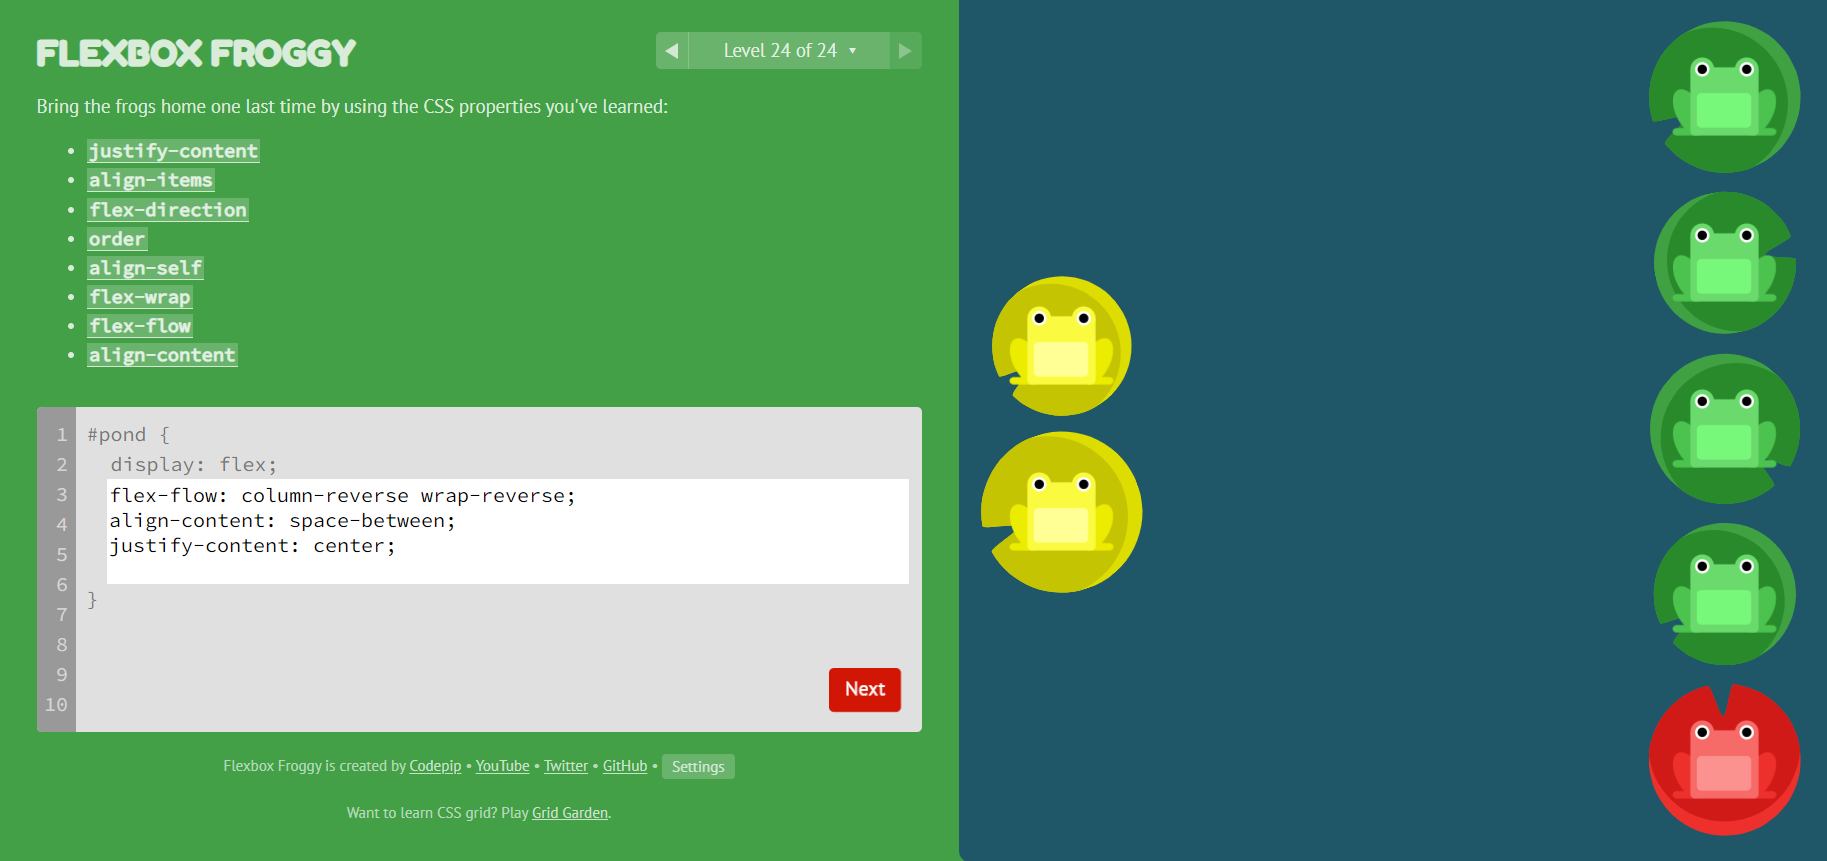 FLEXBOX FROGGY
◀ Level 24 of 24 ▼ ▶
Bring the frogs home one last time by using the CSS properties you've learned:
• justify-content
• align-items
• flex-direction
• order
• align-self
• flex-wrap
• flex-flow
• align-content
1 #pond {
2 display: flex;
3 flex-flow: column-reverse wrap-reverse;
4 align-content: space-between;
5 justify-content: center;
6
7 }
8
9
10
Next
Flexbox Froggy is created by Codepip • YouTube • Twitter • GitHub • Settings
Want to learn CSS grid? Play Grid Garden.